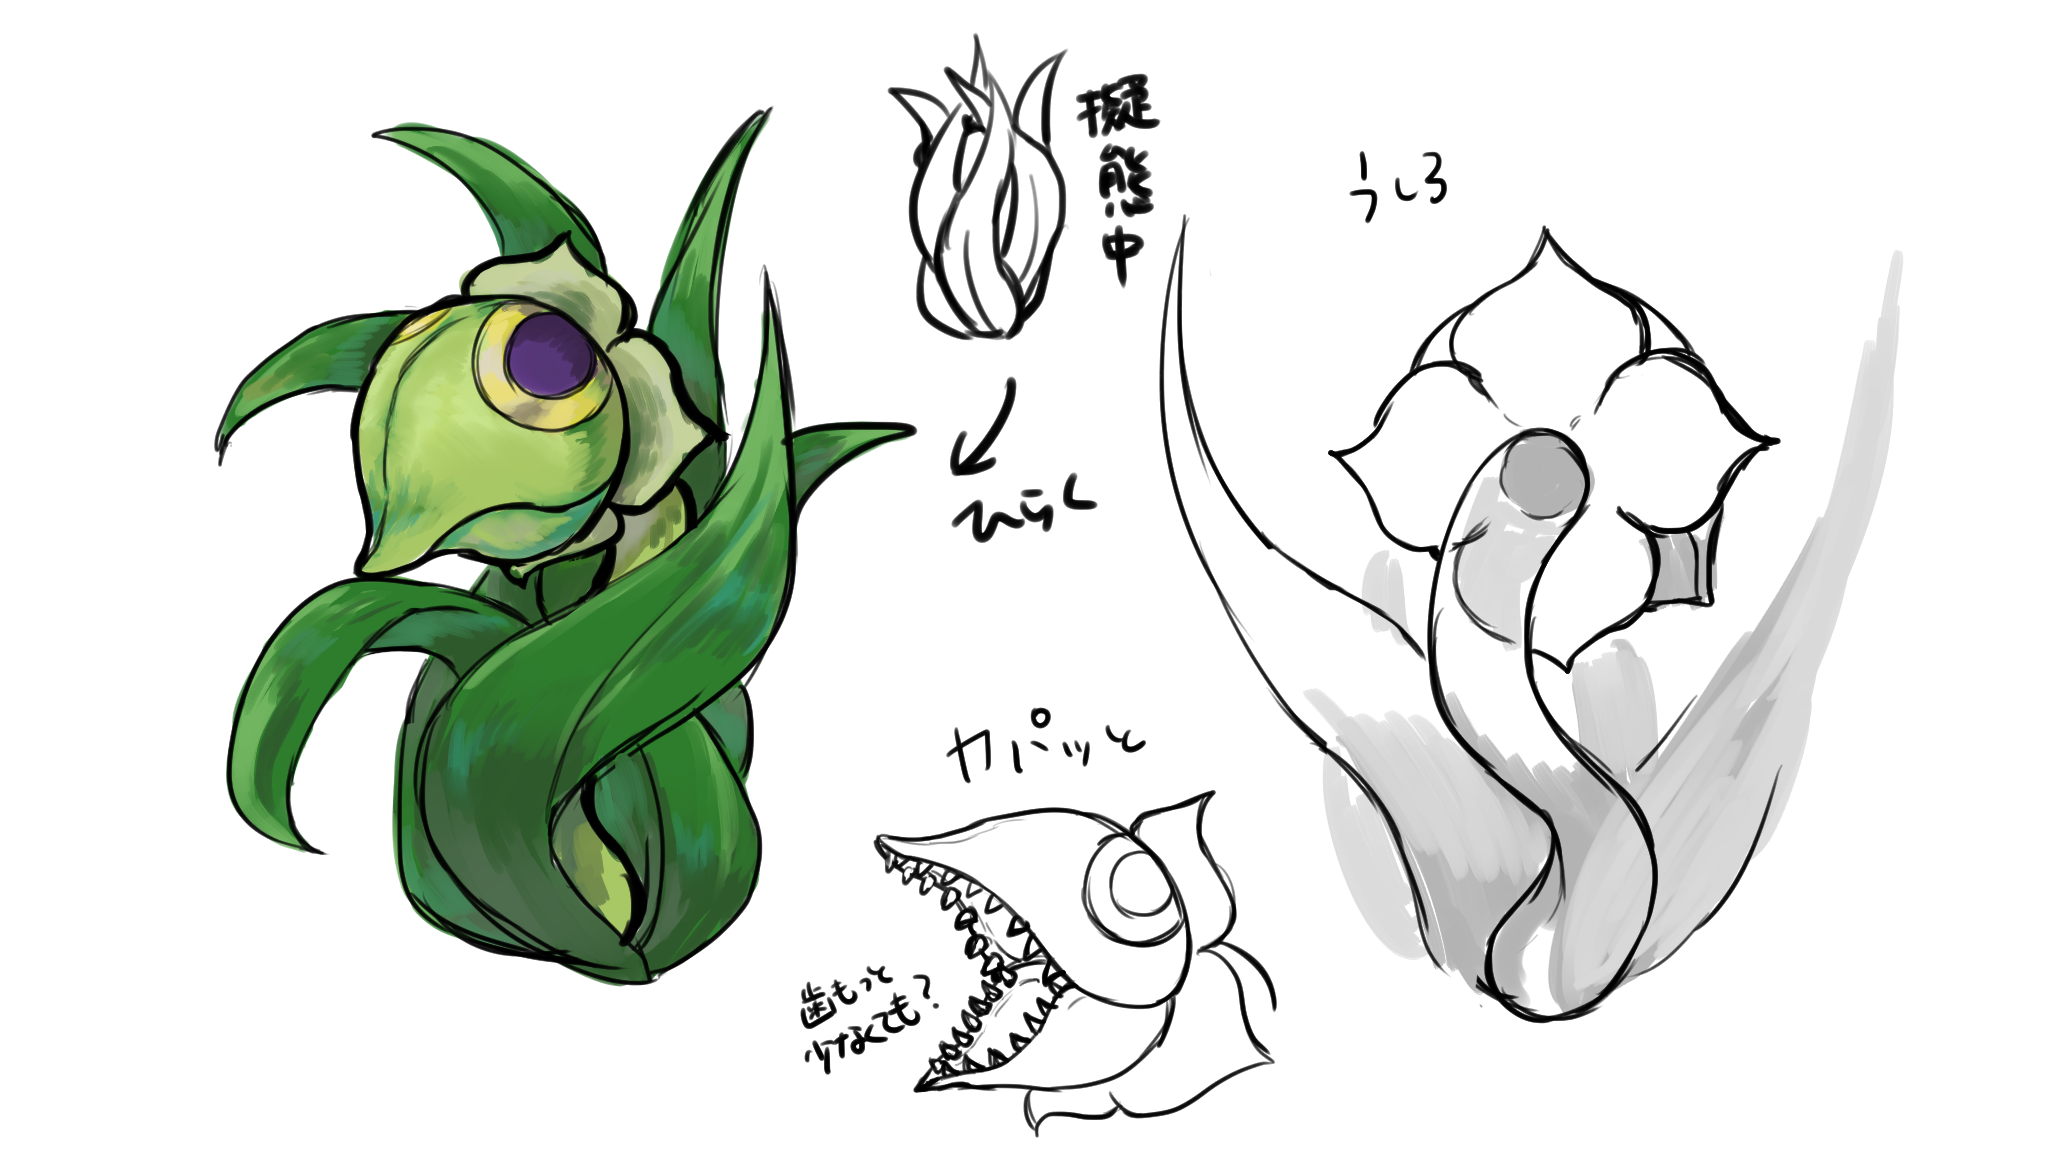 擬態中
うしろ
ひらく
カパッと
歯もっと
少なくても?